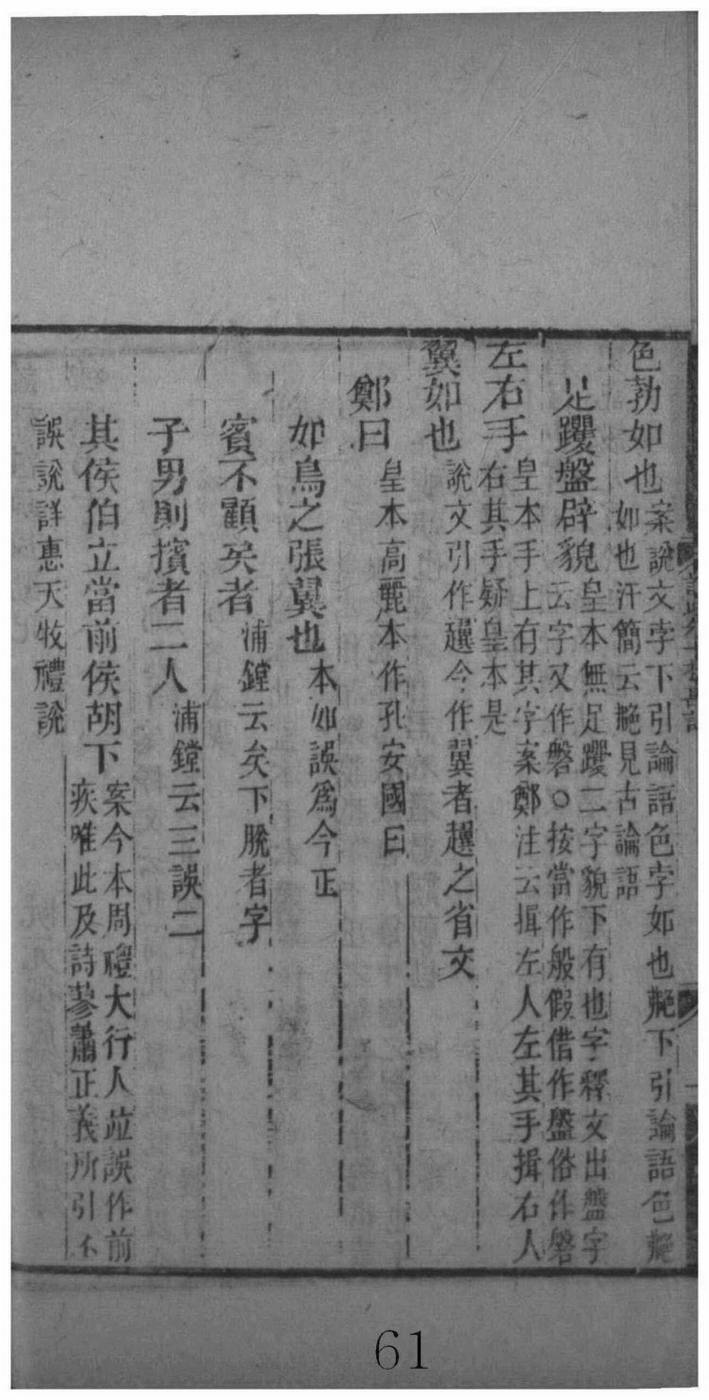 色勃如也 案說文孛下引論語色孛如也艴下引論語色艴
如也汗簡云艴見古論語
足躩盤辟貌 皇本無足躩二字貌下有也字釋文出盤字
云字又作磐○按當作般假借作盤俗作磐
左右手 皇本手上有其字案鄭注云揖左人左其手揖右人
右其手疑皇本是
翼如也 說文引作䟑今作翼者趩之省文
鄭曰 皇本高麗本作孔安國曰
如鳥之張翼也 本如誤爲今正
賓不顧矣者 浦鏜云矣下脫者字
子男則擯者二人 浦鏜云三誤二
其侯伯立當前侯胡下 案今本周禮大行人竝誤作前
疾唯此及詩蓼蕭正義所引不
誤說詳惠天牧禮說
61